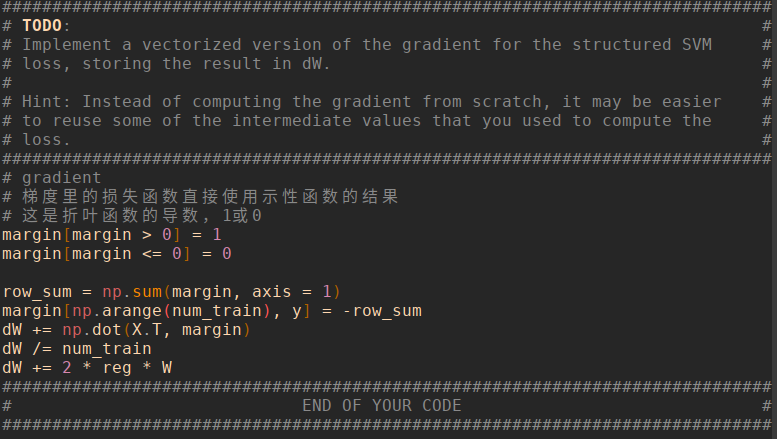 #############################################################################
# TODO:                                                                     #
# Implement a vectorized version of the gradient for the structured SVM     #
# loss, storing the result in dW.                                           #
#                                                                           #
# Hint: Instead of computing the gradient from scratch, it may be easier    #
# to reuse some of the intermediate values that you used to compute the     #
# loss.                                                                     #
#############################################################################
# gradient
# 梯度里的损失函数直接使用示性函数的结果
# 这是折叶函数的导数，1或0
margin[margin > 0] = 1
margin[margin <= 0] = 0

row_sum = np.sum(margin, axis = 1)
margin[np.arange(num_train), y] = -row_sum
dW += np.dot(X.T, margin)
dW /= num_train
dW += 2 * reg * W
#############################################################################
#                             END OF YOUR CODE                              #
#############################################################################